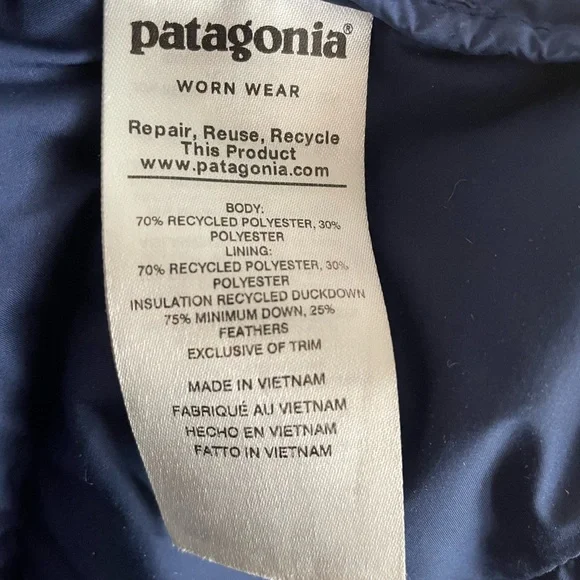 patagonia®
WORN WEAR
Repair, Reuse, Recycle
This Product
www.patagonia.com
BODY:
70% RECYCLED POLYESTER, 30%
POLYESTER
LINING:
70% RECYCLED POLYESTER, 30%
POLYESTER
INSULATION RECYCLED DUCKDOWN
75% MINIMUM DOWN, 25%
FEATHERS
EXCLUSIVE OF TRIM
MADE IN VIETNAM
FABRIQUÉ AU VIETNAM
HECHO EN VIETNAM
FATTO IN VIETNAM